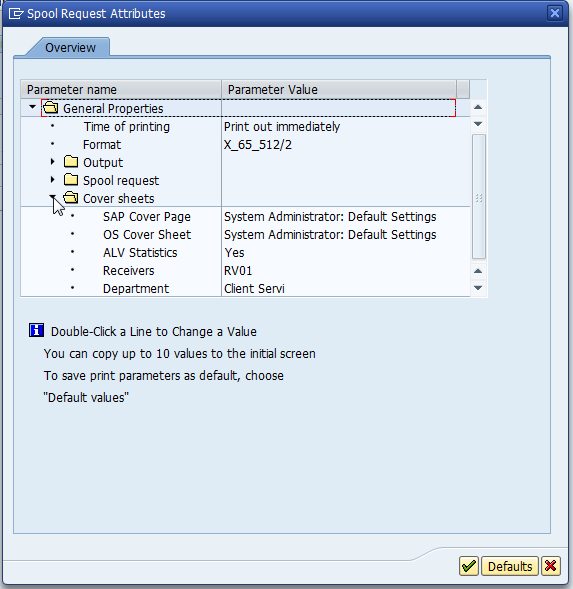 Spool Request Attributes
Overview
Parameter name Parameter Value
General Properties
Time of printing Print out immediately
Format X_65_512/2
Output
Spool request
Cover sheets
SAP Cover Page System Administrator: Default Settings
OS Cover Sheet System Administrator: Default Settings
ALV Statistics Yes
Receivers RV01
Department Client Servi
Double-Click a Line to Change a Value
You can copy up to 10 values to the initial screen
To save print parameters as default, choose
"Default values"
Defaults